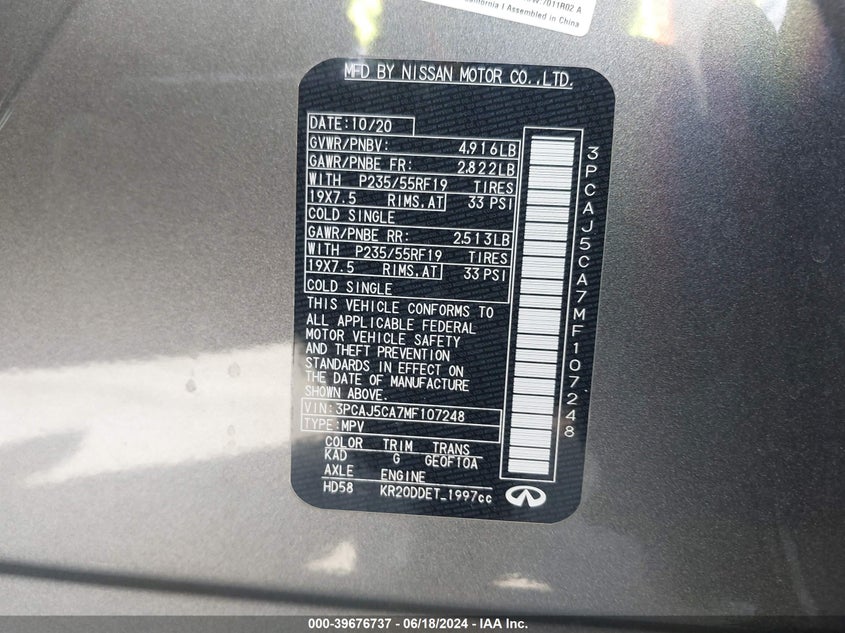 W:7011R02 A
California I Assembled in China
MFD BY NISSAN MOTOR CO.,LTD.
DATE:10/20
GVWR/PNBV: 4.916LB
GAWR/PNBE FR: 2.822LB
WITH P235/55RF19 TIRES
19X7.5 RIMS,AT 33 PSI
COLD SINGLE
GAWR/PNBE RR: 2.513LB
WITH P235/55RF19 TIRES
19X7.5 RIMS.AT 33 PSI
COLD SINGLE
THIS VEHICLE CONFORMS TO
ALL APPLICABLE FEDERAL
MOTOR VEHICLE SAFETY
AND THEFT PREVENTION
STANDARDS IN EFFECT ON
THE DATE OF MANUFACTURE
SHOWN ABOVE.
VIN:3PCAJ5CA7MF107248
TYPE:MPV
COLOR TRIM TRANS
KAD G GE0F10A
AXLE ENGINE
HD58 KR20DDET_1997cc
3PCAJ5CA7MF107248
000-39676737 - 06/18/2024 - IAA Inc.